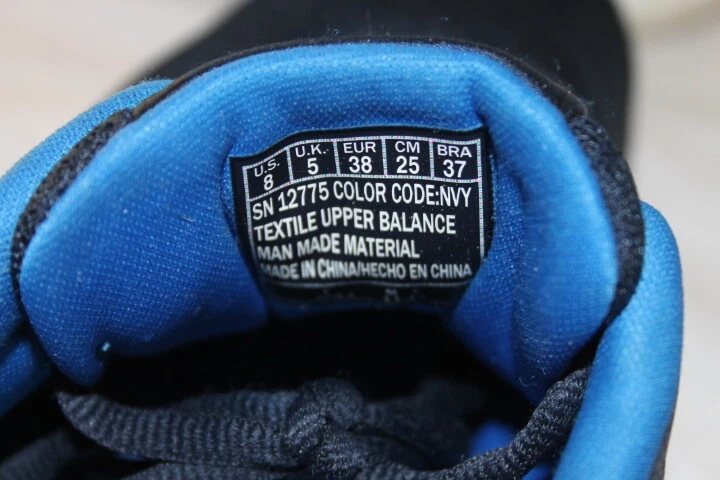 U.S. U.K. EUR CM BRA
8 5 38 25 37
SN 12775 COLOR CODE:NVY
TEXTILE UPPER BALANCE
MAN MADE MATERIAL
MADE IN CHINA/HECHO EN CHINA